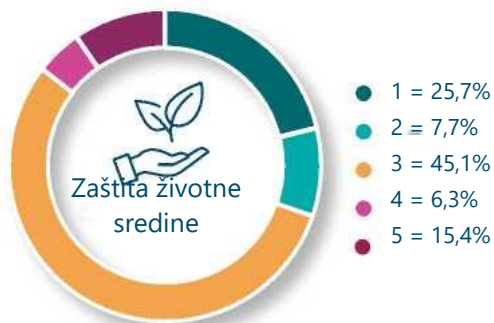 Zaštita životne
sredine
1 = 25,7%
2 = 7,7%
3 = 45,1%
4 = 6,3%
5 = 15,4%